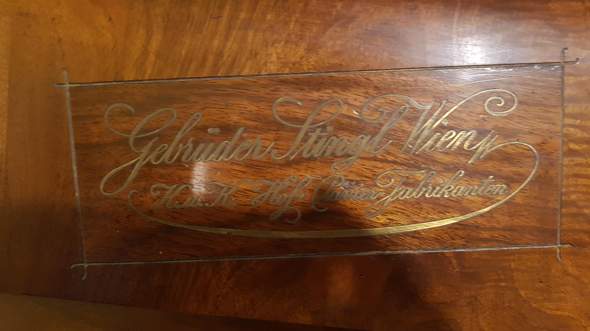 Gebrüder Stingl Wien
K. u. K. Hof Clavier Fabrikanten